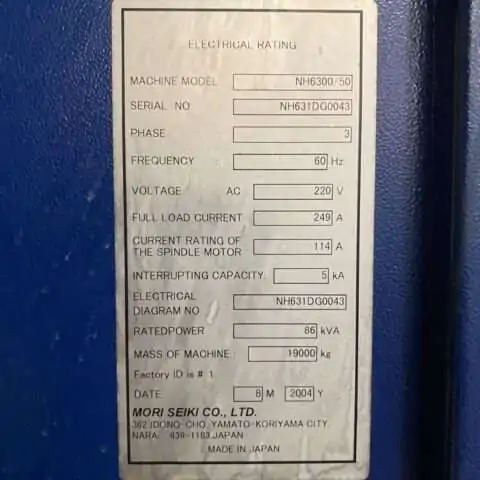 ELECTRICAL RATING
MACHINE MODEL NH6300/50
SERIAL NO NH631DG0043
PHASE 3
FREQUENCY 60 Hz
VOLTAGE AC 220 V
FULL LOAD CURRENT 249 A
CURRENT RATING OF
THE SPINDLE MOTOR 114 A
INTERRUPTING CAPACITY 5 kA
ELECTRICAL
DIAGRAM NO NH631DG0043
RATEDPOWER 86 kVA
MASS OF MACHINE 19000 kg
Factory ID is # 1
DATE 8 M 2004 Y
MORI SEIKI CO., LTD.
362 IDONO-CHO, YAMATO-KORIYAMA CITY
NARA 639-1183,JAPAN
MADE IN JAPAN